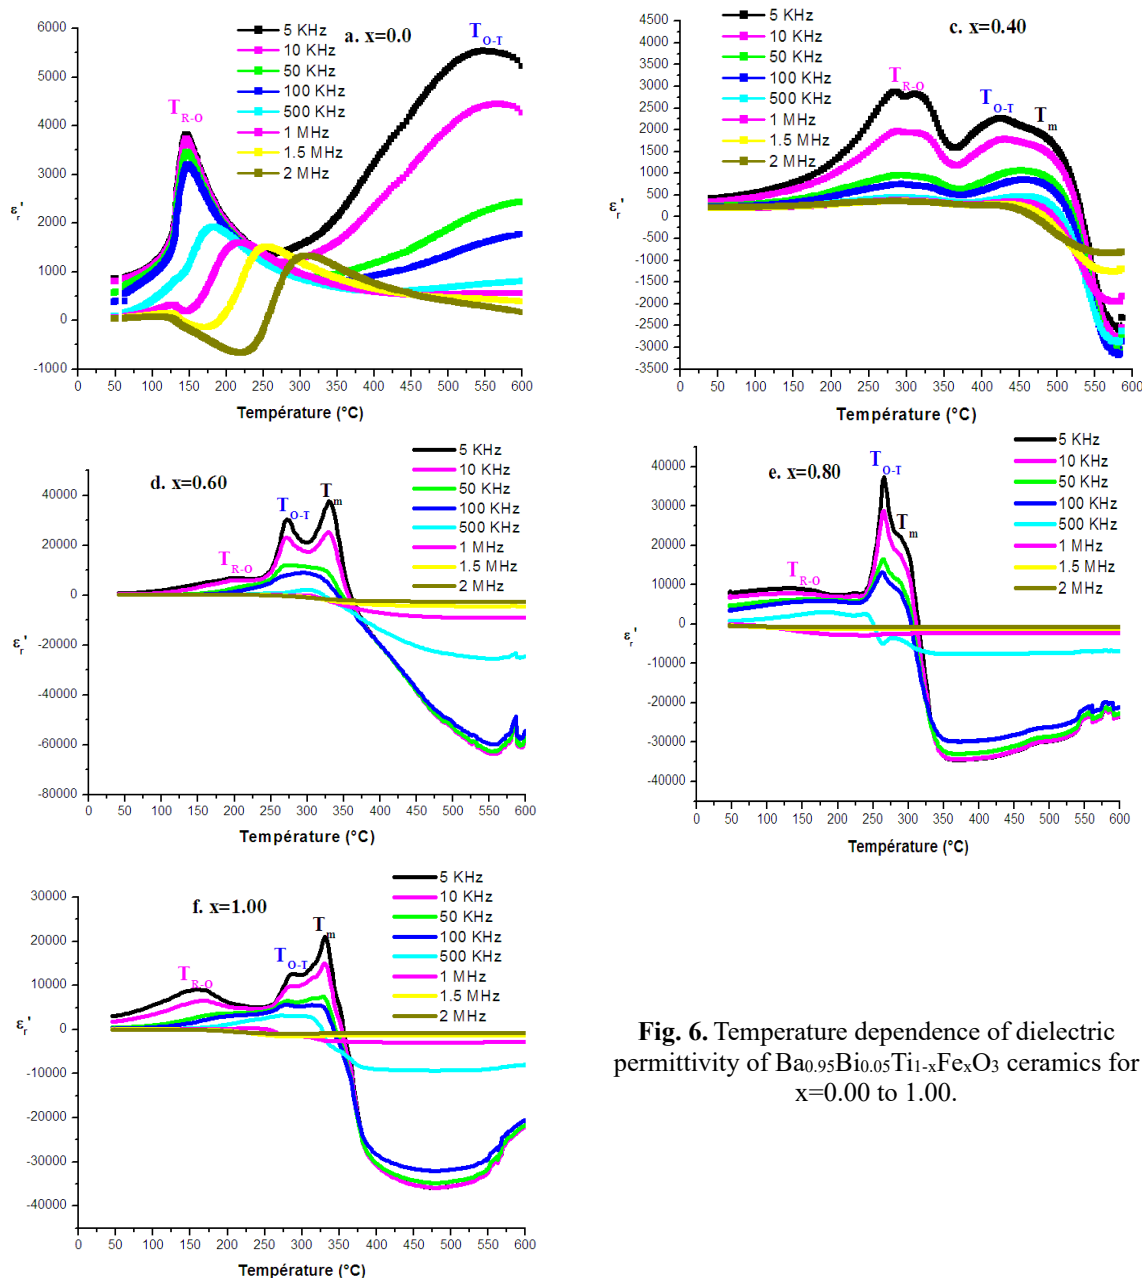 a. x=0.0
5 KHz
10 KHz
50 KHz
100 KHz
500 KHz
1 MHz
1.5 MHz
2 MHz
T_R-O
T_O-T
6000
5000
4000
3000
2000
1000
0
-1000
εr'
0 50 100 150 200 250 300 350 400 450 500 550 600
Température (°C)
c. x=0.40
5 KHz
10 KHz
50 KHz
100 KHz
500 KHz
1 MHz
1.5 MHz
2 MHz
T_R-O
T_O-T
T_m
4500
4000
3500
3000
2500
2000
1500
1000
500
0
-500
-1000
-1500
-2000
-2500
-3000
-3500
εr'
0 50 100 150 200 250 300 350 400 450 500 550 600
Température (°C)
d. x=0.60
5 KHz
10 KHz
50 KHz
100 KHz
500 KHz
1 MHz
1.5 MHz
2 MHz
T_R-O
T_O-T
T_m
40000
20000
0
-20000
-40000
-60000
-80000
εr'
0 50 100 150 200 250 300 350 400 450 500 550 600
Température (°C)
e. x=0.80
5 KHz
10 KHz
50 KHz
100 KHz
500 KHz
1 MHz
1.5 MHz
2 MHz
T_R-O
T_O-T
T_m
40000
30000
20000
10000
0
-10000
-20000
-30000
-40000
εr'
0 50 100 150 200 250 300 350 400 450 500 550 600
Température (°C)
f. x=1.00
5 KHz
10 KHz
50 KHz
100 KHz
500 KHz
1 MHz
1.5 MHz
2 MHz
T_R-O
T_O-T
T_m
30000
20000
10000
0
-10000
-20000
-30000
-40000
εr'
0 50 100 150 200 250 300 350 400 450 500 550 600
Température (°C)
Fig. 6. Temperature dependence of dielectric
permittivity of Ba0.95Bi0.05Ti1-xFexO3 ceramics for
x=0.00 to 1.00.